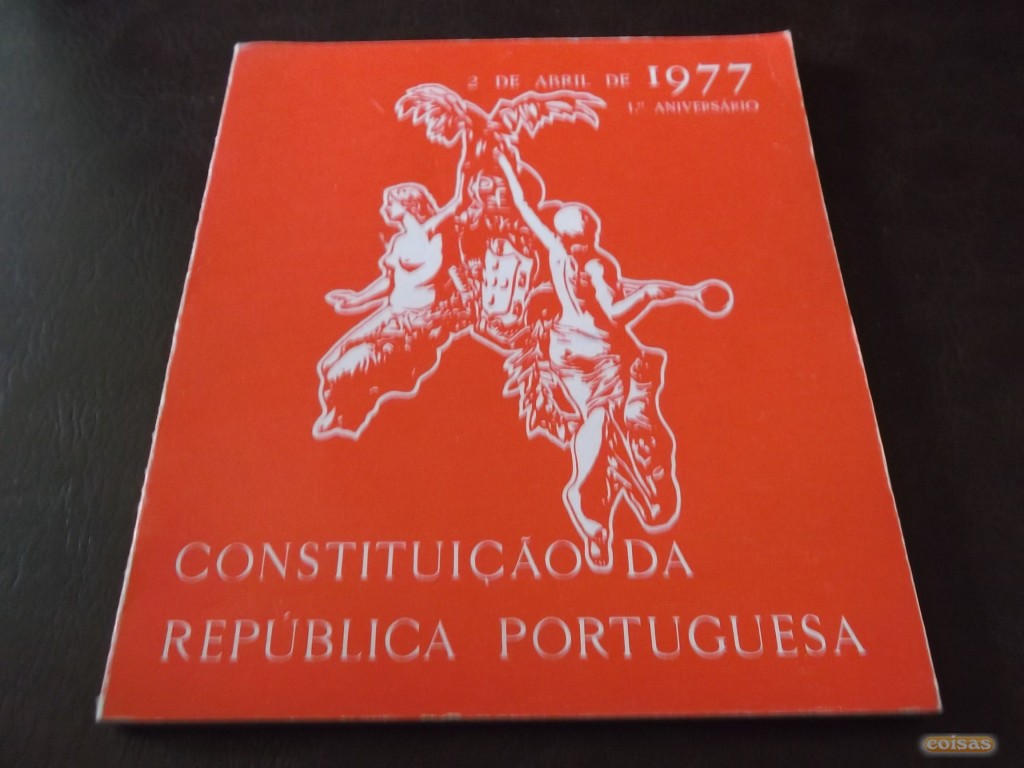 2 DE ABRIL DE 1977
1.º ANIVERSÁRIO
CONSTITUIÇÃO DA
REPÚBLICA PORTUGUESA
coisas